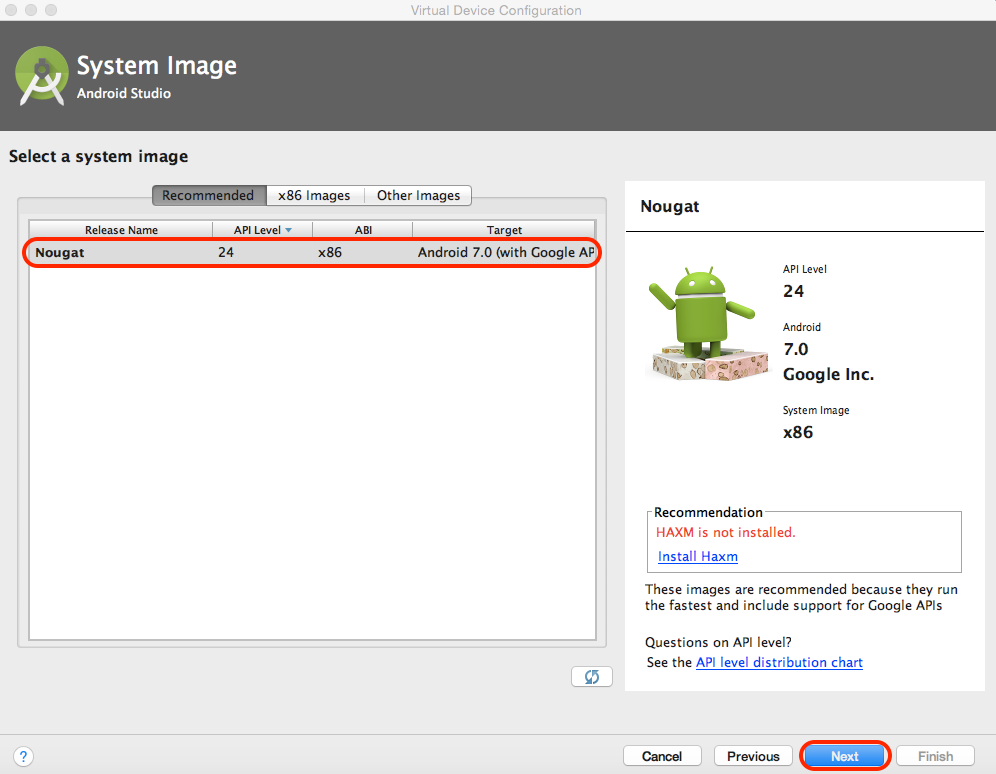 Virtual Device Configuration
System Image
Android Studio
Select a system image
Recommended x86 Images Other Images
Release Name API Level ABI Target
Nougat 24 x86 Android 7.0 (with Google AP
Nougat
API Level
24
Android
7.0
Google Inc.
System Image
x86
Recommendation
HAXM is not installed.
Install Haxm
These images are recommended because they run
the fastest and include support for Google APIs
Questions on API level?
See the API level distribution chart
? Cancel Previous Next Finish